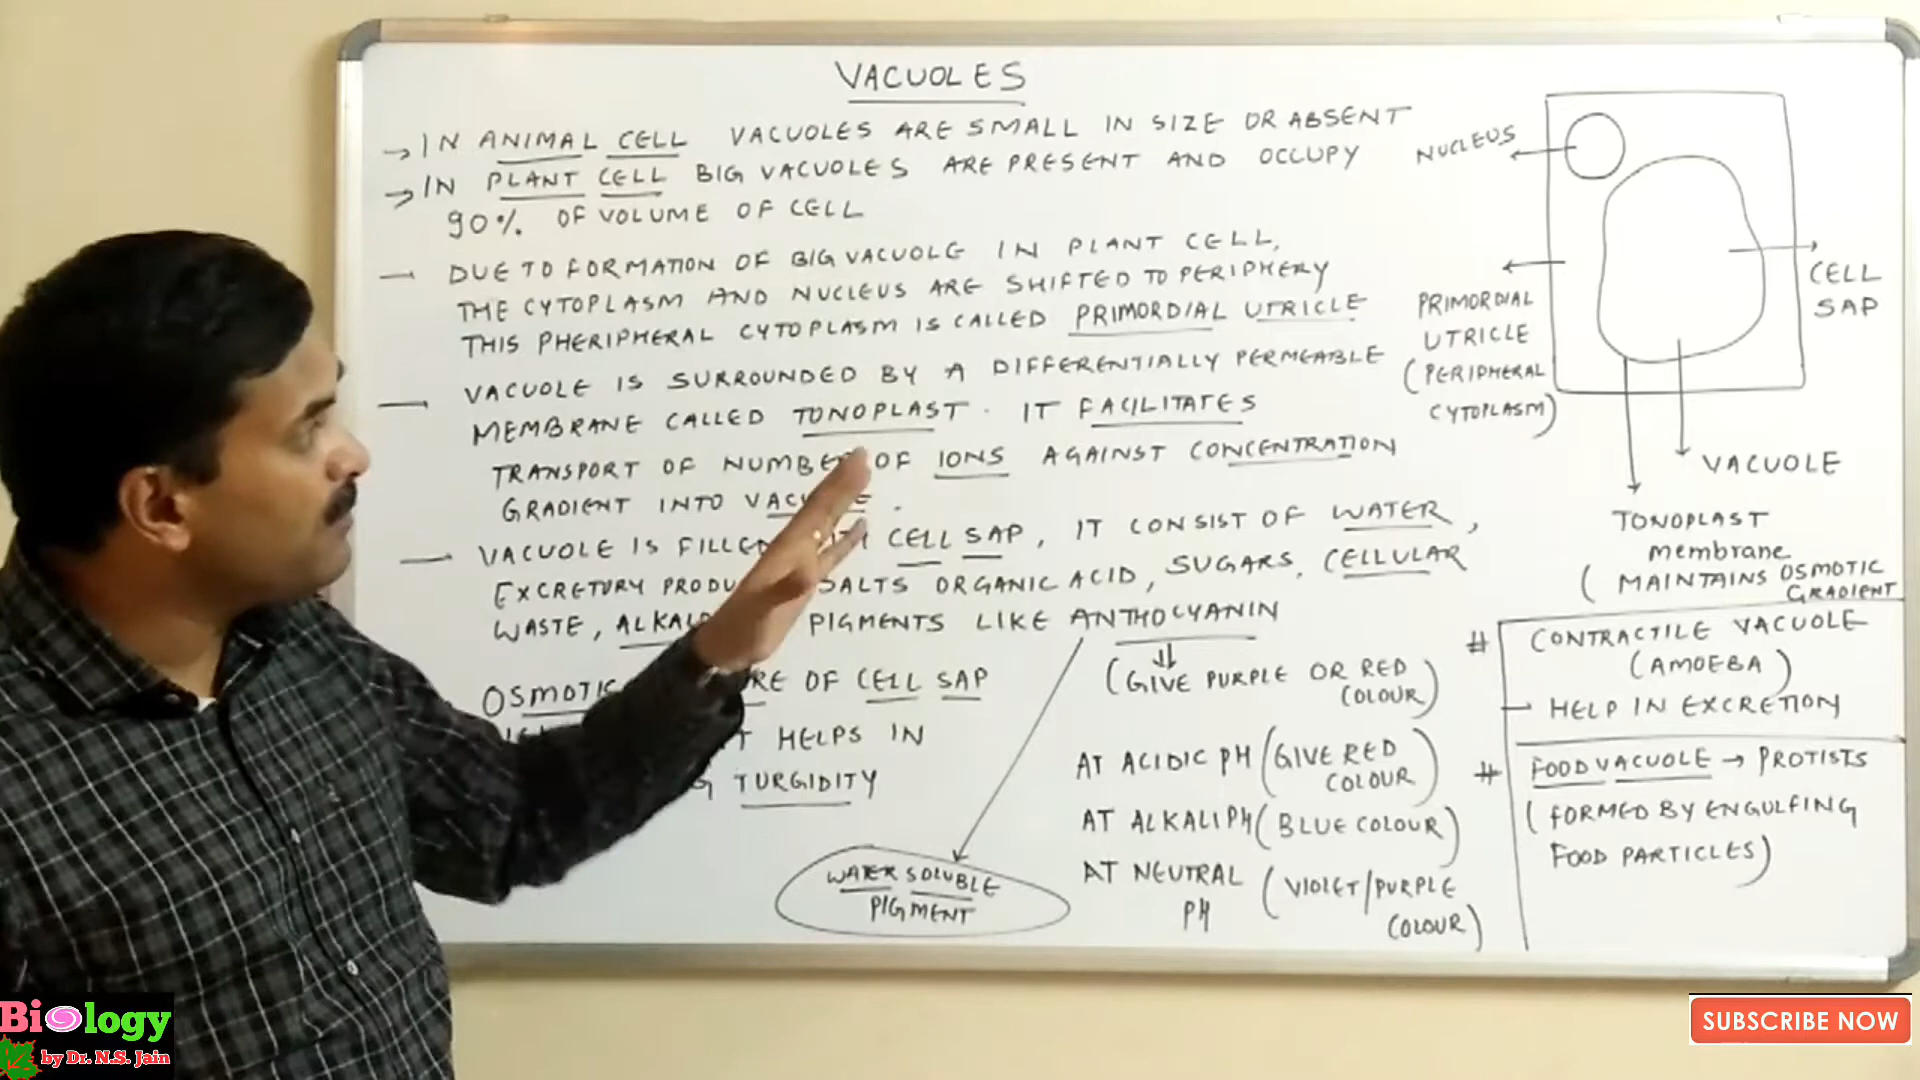 VACUOLES
→ IN ANIMAL CELL VACUOLES ARE SMALL IN SIZE OR ABSENT
→ IN PLANT CELL BIG VACUOLES ARE PRESENT AND OCCUPY
90% OF VOLUME OF CELL
— DUE TO FORMATION OF BIG VACUOLE IN PLANT CELL,
THE CYTOPLASM AND NUCLEUS ARE SHIFTED TO PERIPHERY
THIS PHERIPHERAL CYTOPLASM IS CALLED PRIMORDIAL UTRICLE
— VACUOLE IS SURROUNDED BY A DIFFERENTIALLY PERMEABLE
MEMBRANE CALLED TONOPLAST. IT FACILITATES
TRANSPORT OF NUMBER OF IONS AGAINST CONCENTRATION
GRADIENT INTO
— VACUOLE IS CELL SAP, IT CONSIST OF WATER,
EXCRETORY SALTS ORGANIC ACID, SUGARS, CELLULAR
WASTE, PIGMENTS LIKE ANTHOCYANIN
OSMOTIC OF CELL SAP
HELPS IN
TURGIDITY
WATER SOLUBLE
PIGMENT
(GIVE PURPLE OR RED
COLOUR)
AT ACIDIC PH (GIVE RED
COLOUR)
AT ALKALI PH (BLUE COLOUR)
AT NEUTRAL (VIOLET/PURPLE
PH COLOUR)
NUCLEUS
CELL
SAP
PRIMORDIAL
UTRICLE
(PERIPHERAL
CYTOPLASM)
VACUOLE
TONOPLAST
membrane
(MAINTAINS OSMOTIC
GRADIENT
# CONTRACTILE VACUOLE
(AMOEBA)
— HELP IN EXCRETION
# FOOD VACUOLE → PROTISTS
(FORMED BY ENGULFING
FOOD PARTICLES)
Biology
by Dr. N.S. Jain
SUBSCRIBE NOW